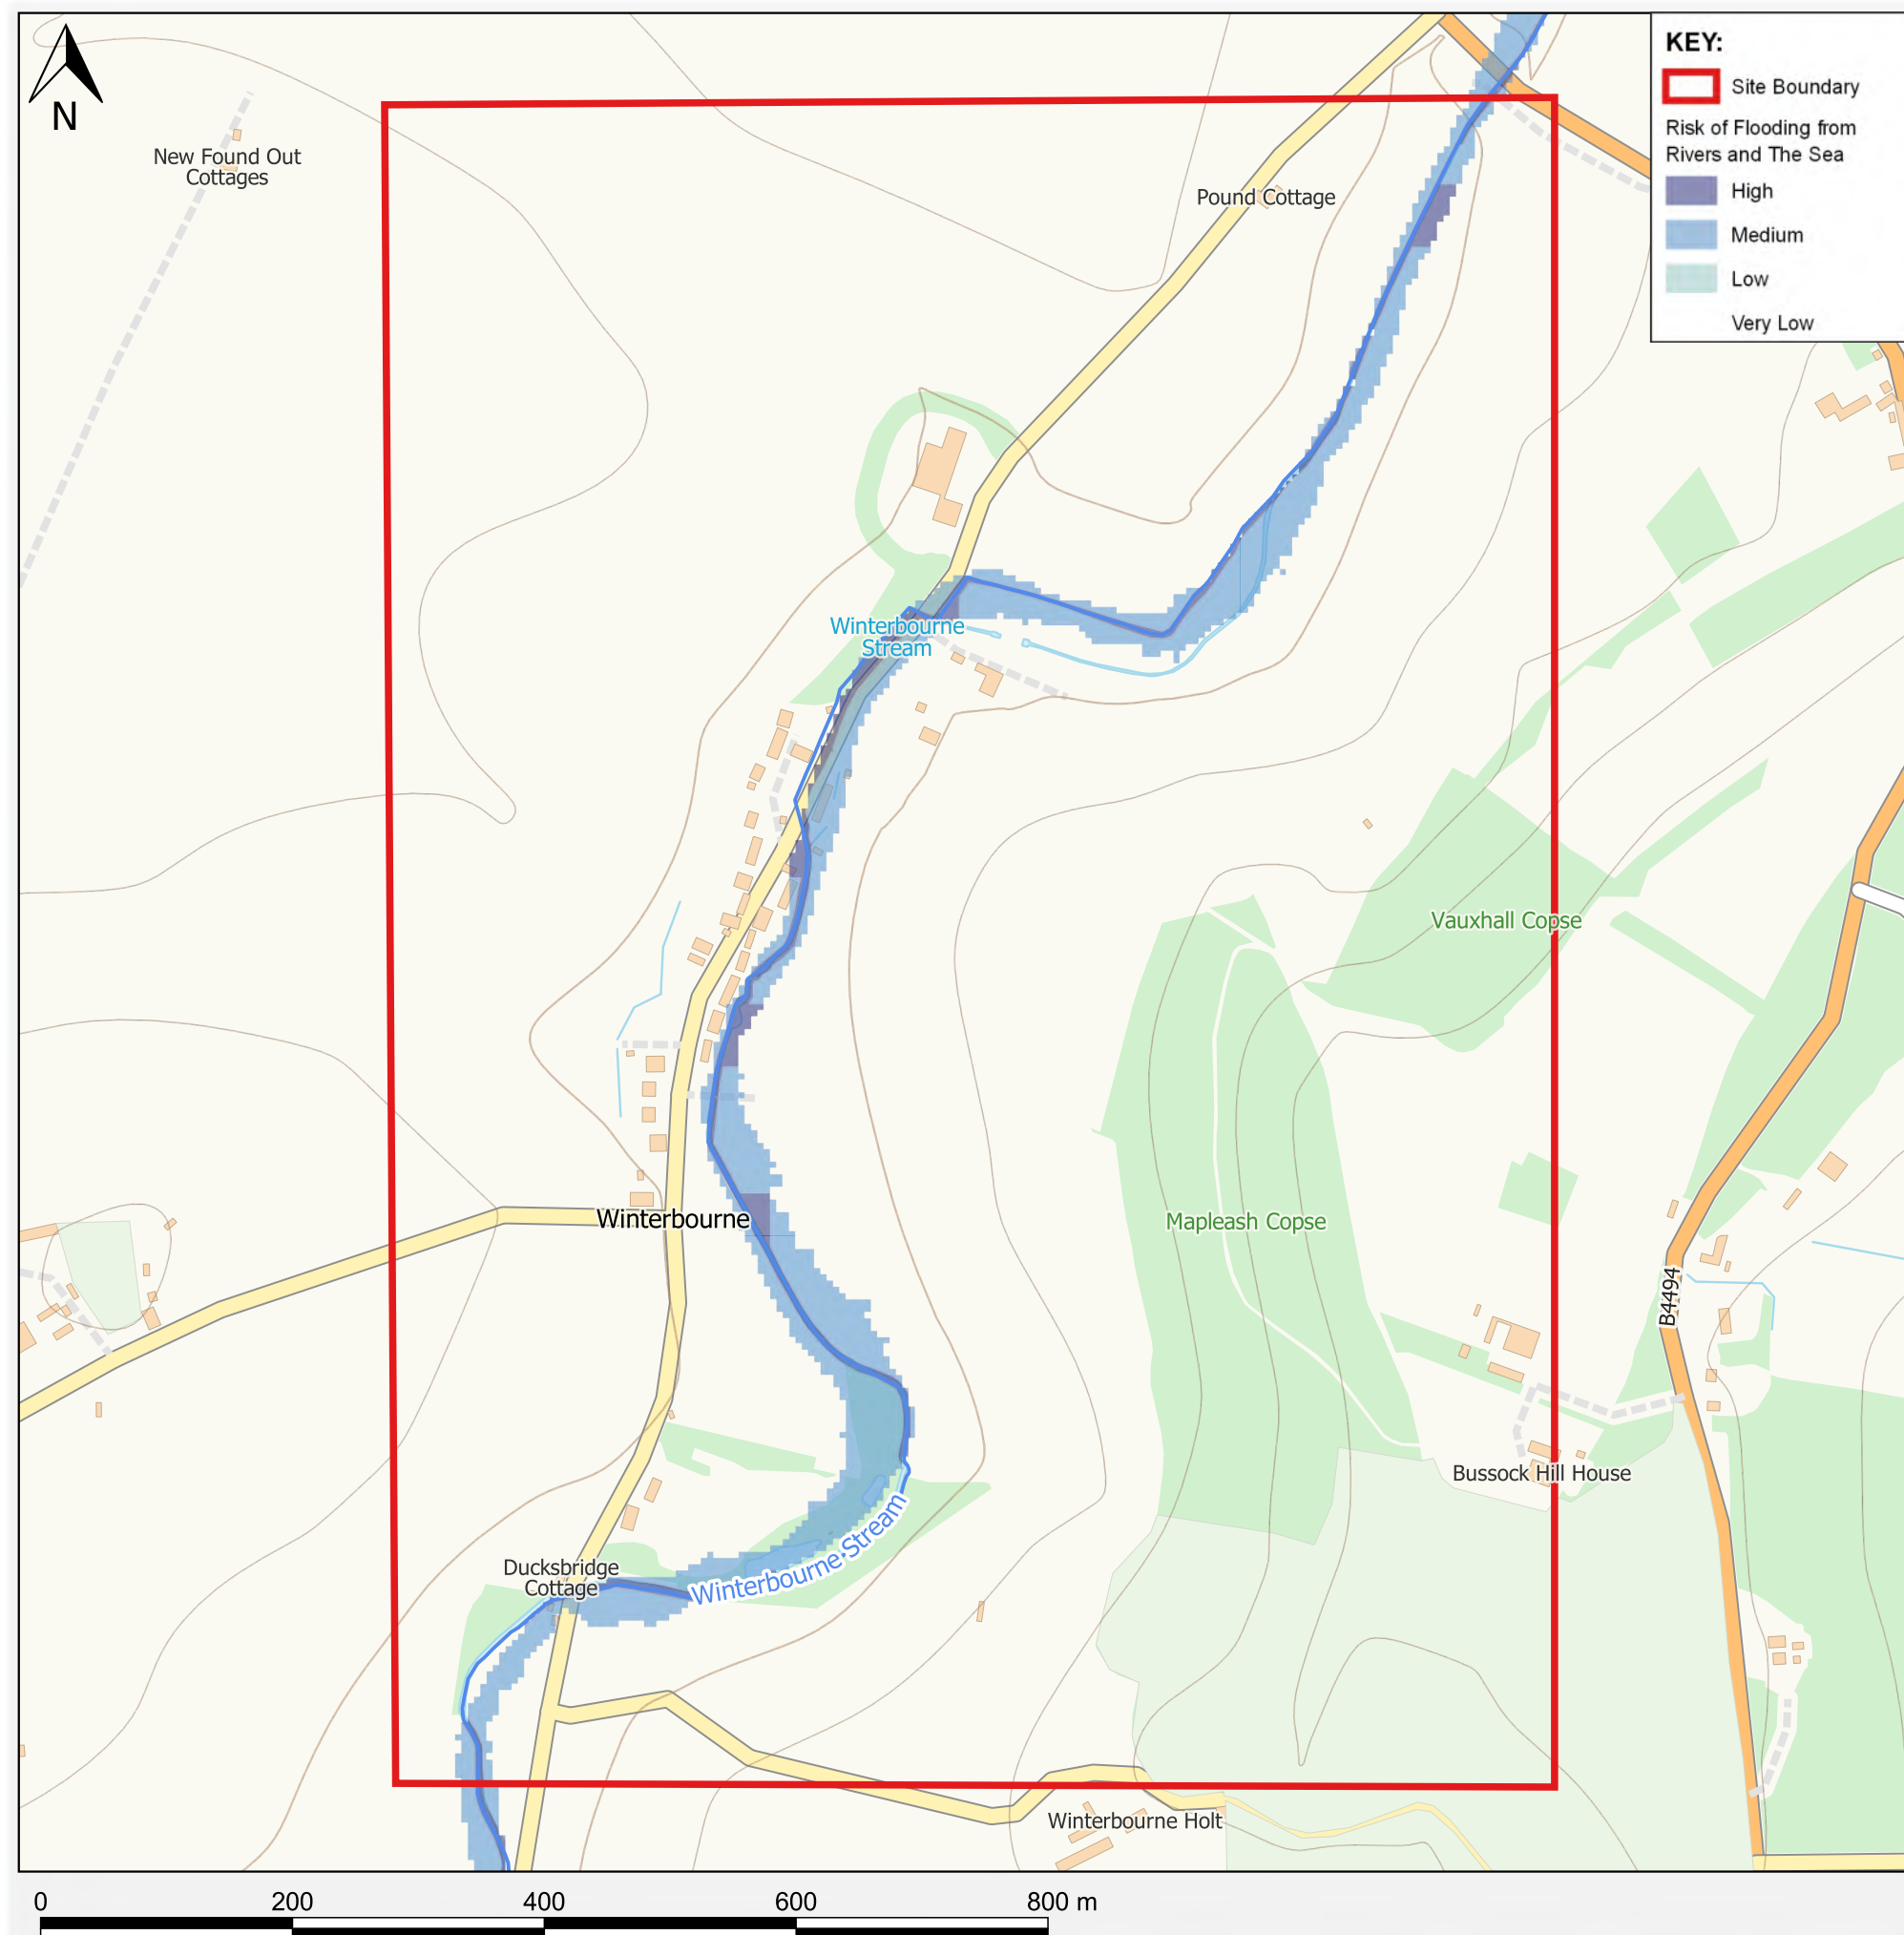 N
KEY:
Site Boundary
Risk of Flooding from
Rivers and The Sea
High
Medium
Low
Very Low
New Found Out
Cottages
Pound Cottage
Winterbourne
Stream
Vauxhall Copse
Winterbourne
Mapleash Copse
B4494
Bussock Hill House
Winterbourne Stream
Ducksbridge
Cottage
Winterbourne Holt
0 200 400 600 800 m